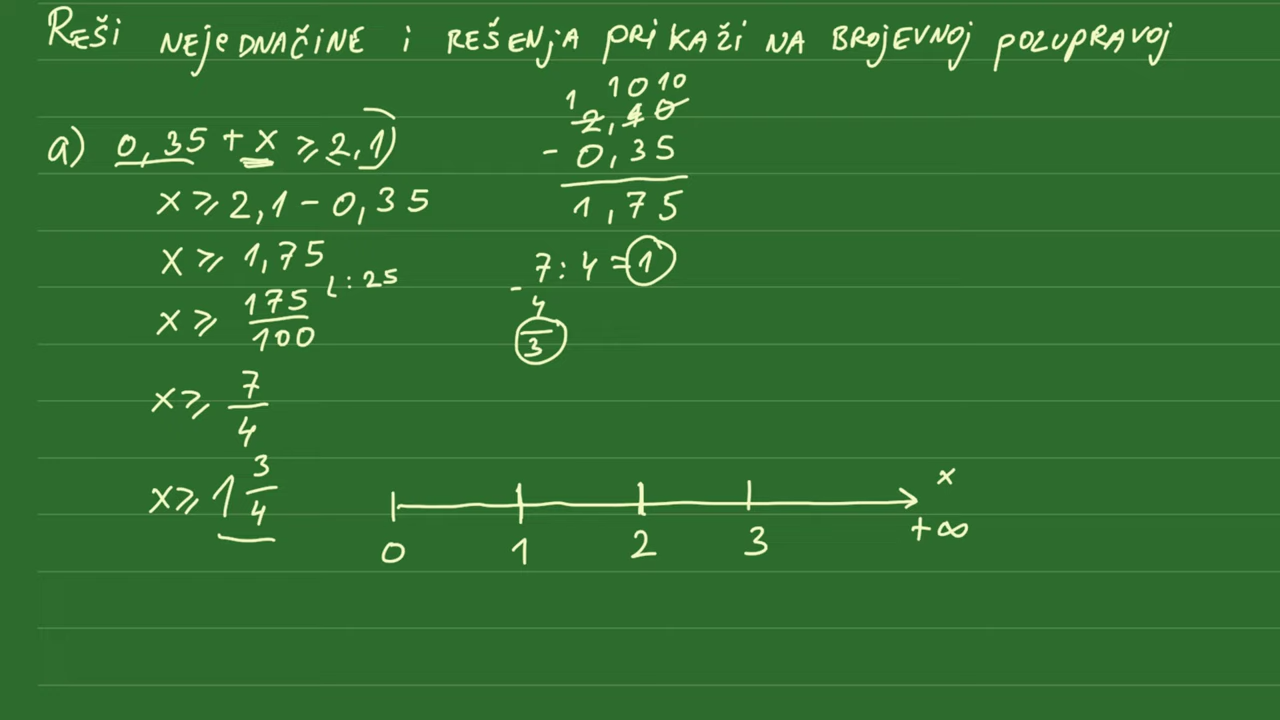 REŠI NEJEDNAČINE i REŠENJA PRIKAŽI NA BROJEVNOJ POLUPRAVOJ
a) 0,35 + x ≥ 2,1
x ≥ 2,1 - 0,35
x ≥ 1,75
x ≥ 175/100 (:25
x ≥ 7/4
x ≥ 1 3/4
1 10 10
2,10
- 0,35
1,75
7 : 4 = 1
- 4
3
x
0 1 2 3 +∞